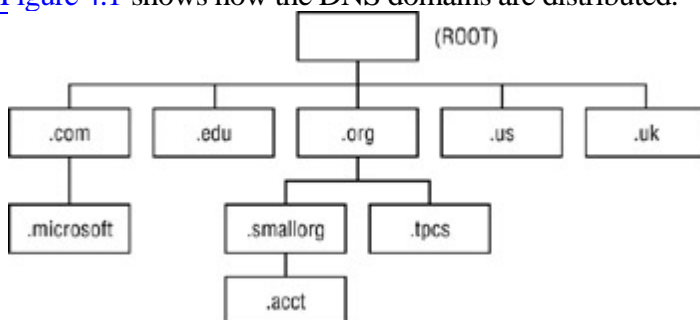 Figure 4.1 shows how the DNS domains are distributed.
(ROOT)
.com
.edu
.org
.us
.uk
.microsoft
.smallorg
.tpcs
.acct